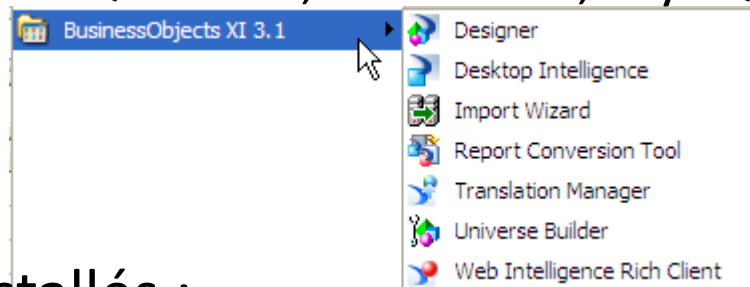 BusinessObjects XI 3.1
Designer
Desktop Intelligence
Import Wizard
Report Conversion Tool
Translation Manager
Universe Builder
Web Intelligence Rich Client